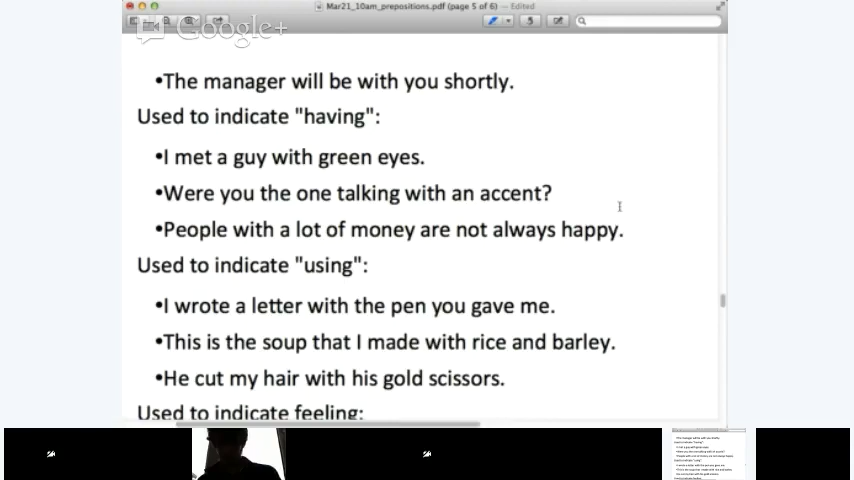 Mar21_10am_prepositions.pdf (page 5 of 6) — Edited
Google+
•The manager will be with you shortly.
Used to indicate "having":
•I met a guy with green eyes.
•Were you the one talking with an accent?
•People with a lot of money are not always happy.
Used to indicate "using":
•I wrote a letter with the pen you gave me.
•This is the soup that I made with rice and barley.
•He cut my hair with his gold scissors.
Used to indicate feeling: